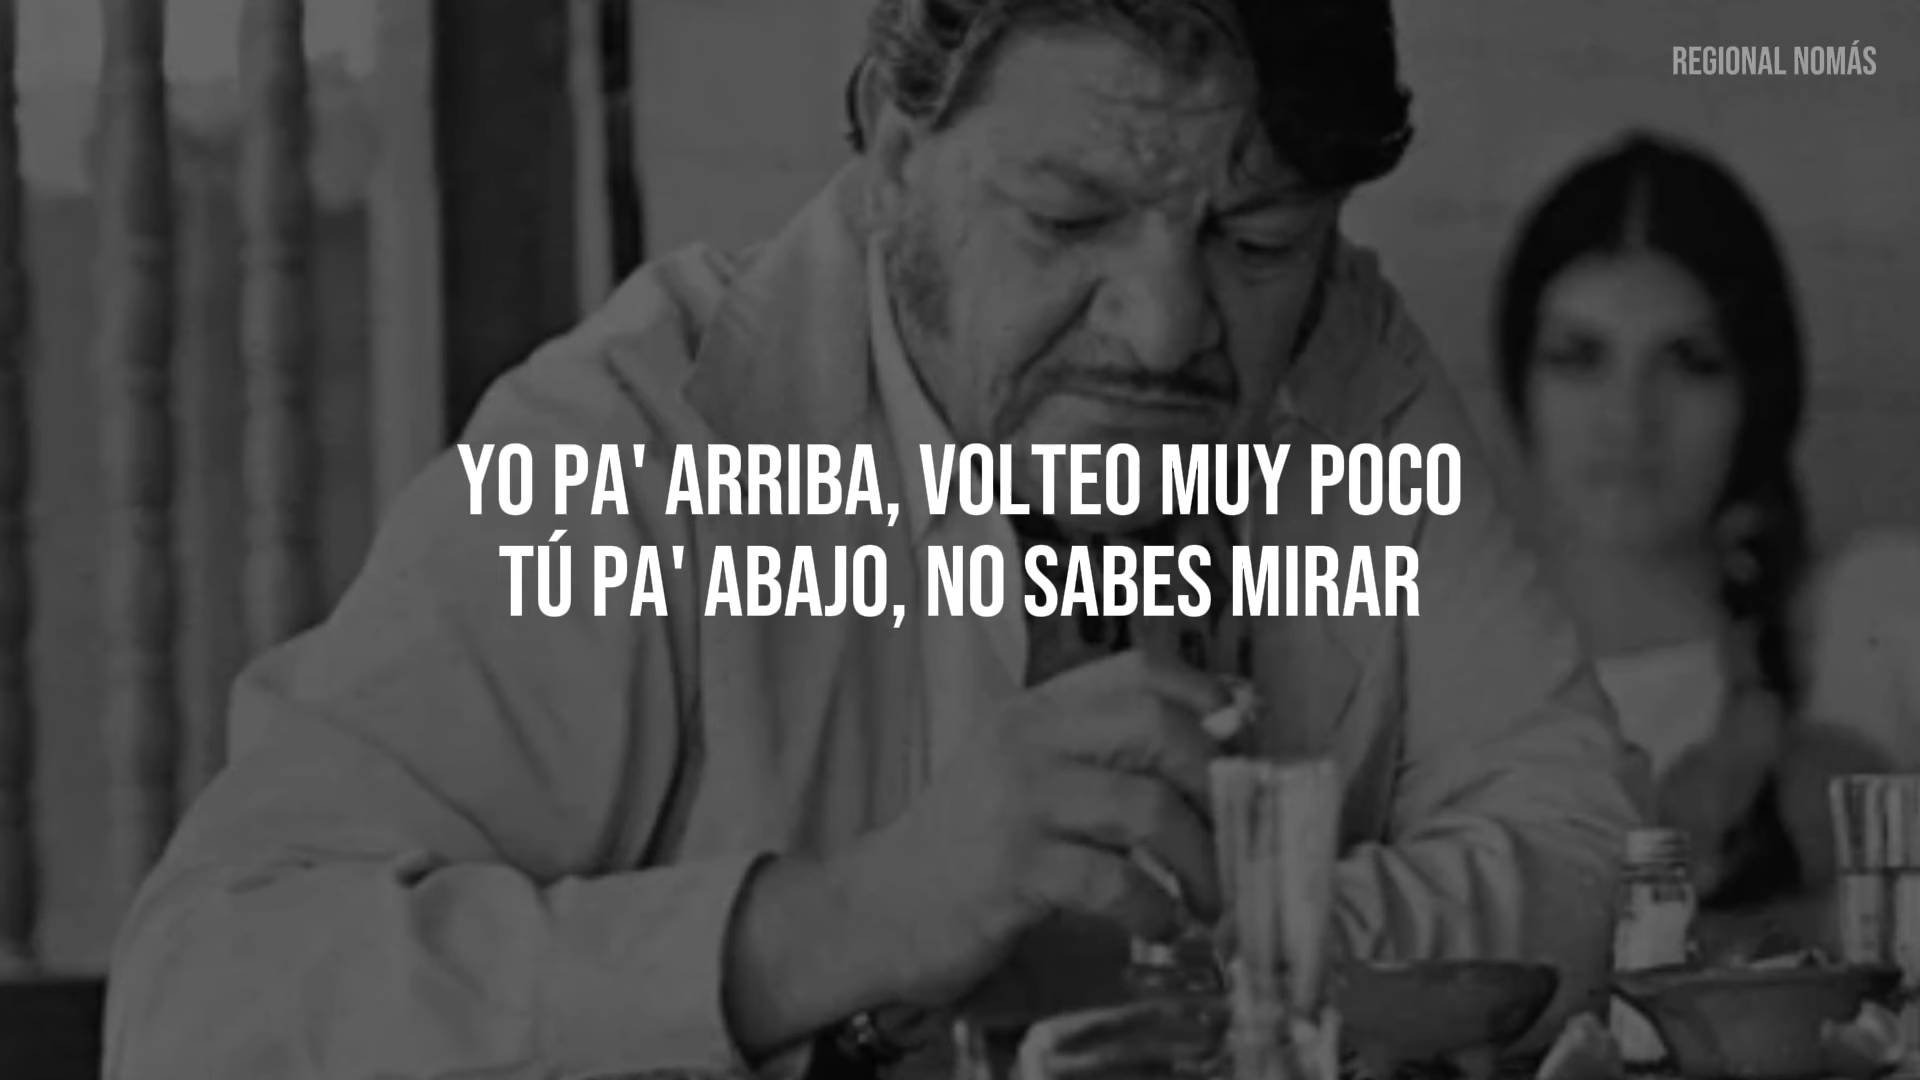 REGIONAL NOMÁS
YO PA' ARRIBA, VOLTEO MUY POCO
TÚ PA' ABAJO, NO SABES MIRAR